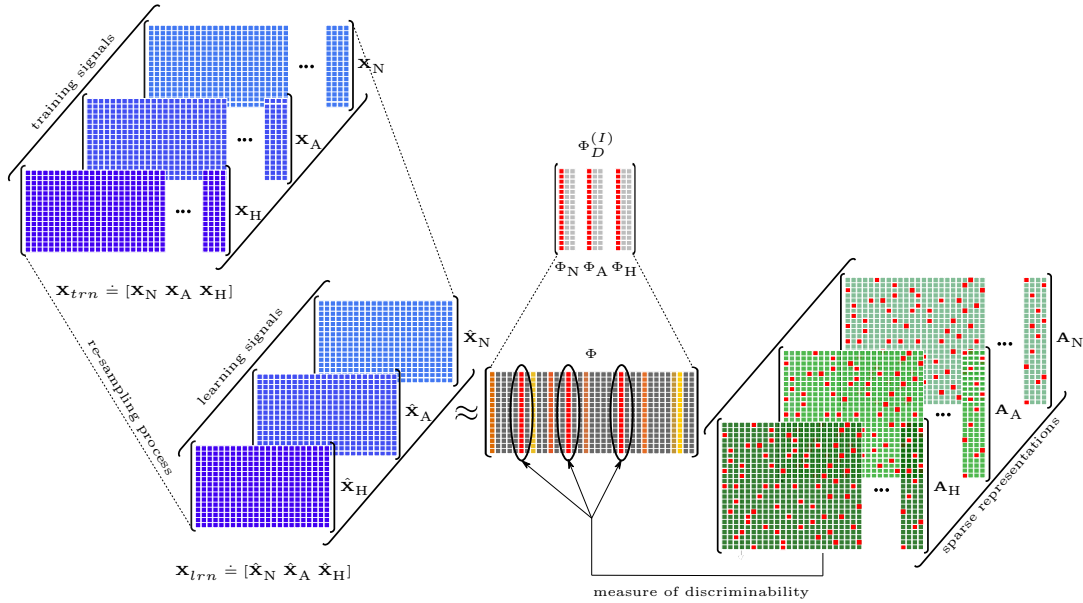 training signals
... 𝐱_N
... 𝐱_A
... 𝐱_H
𝐱_trn ≐ [𝐱_N 𝐱_A 𝐱_H]
re-sampling process
learning signals
𝐱̂_N
𝐱̂_A
𝐱̂_H
𝐱_lrn ≐ [𝐱̂_N 𝐱̂_A 𝐱̂_H]
≈
Φ_D^(I)
Φ_N Φ_A Φ_H
Φ
... 𝐀_N
... 𝐀_A
... 𝐀_H
sparse representations
measure of discriminability